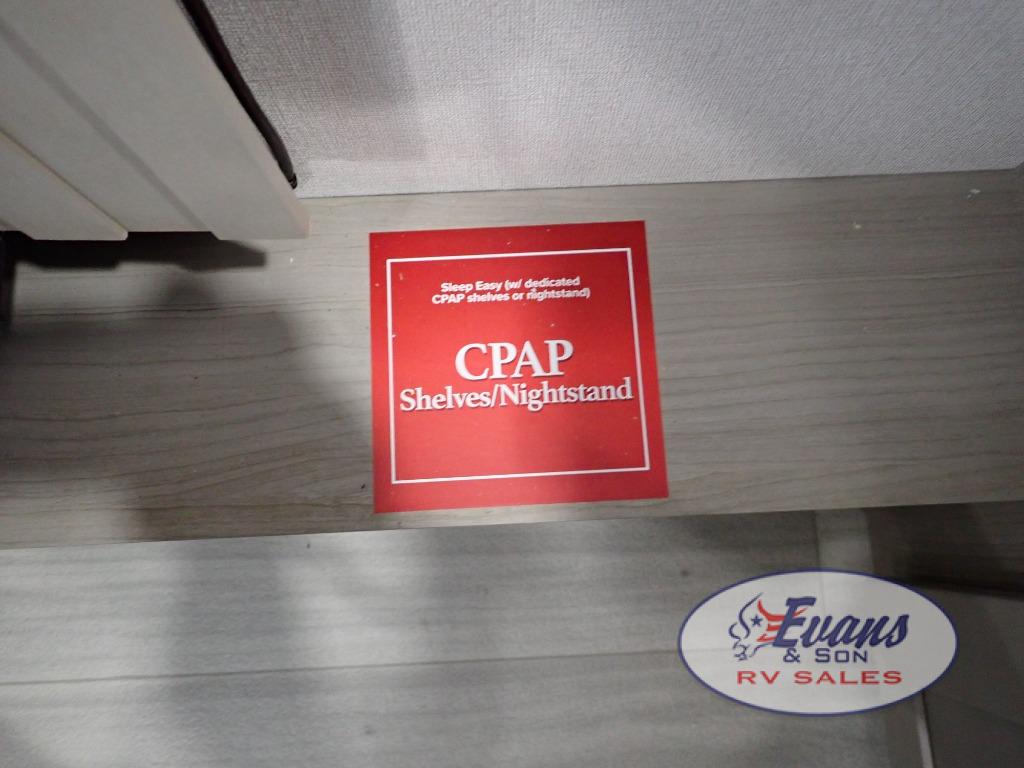 Sleep Easy (w/ dedicated
CPAP shelves or nightstand)
CPAP
Shelves/Nightstand
Evans
& SON
RV SALES